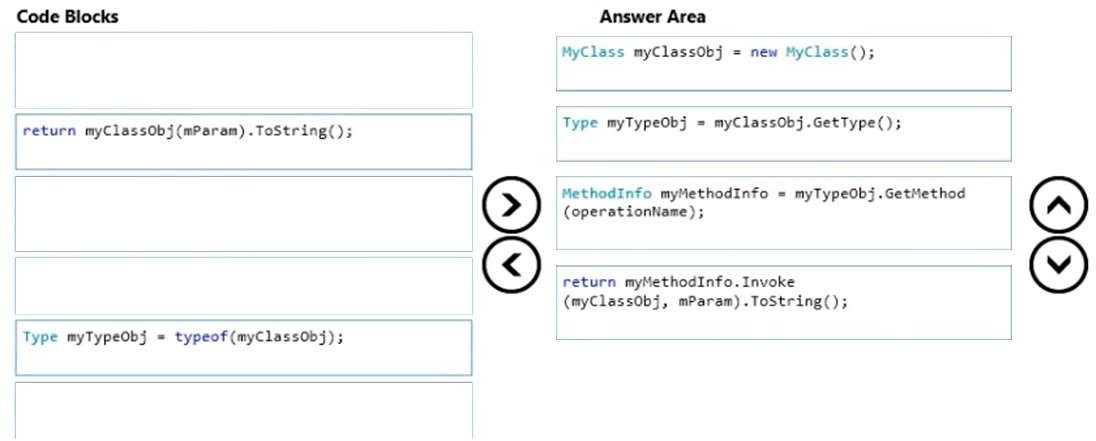 Code Blocks
return myClassObj(mParam).ToString();
Type myTypeObj = typeof(myClassObj);
Answer Area
MyClass myClassObj = new MyClass();
Type myTypeObj = myClassObj.GetType();
MethodInfo myMethodInfo = myTypeObj.GetMethod
(operationName);
return myMethodInfo.Invoke
(myClassObj, mParam).ToString();